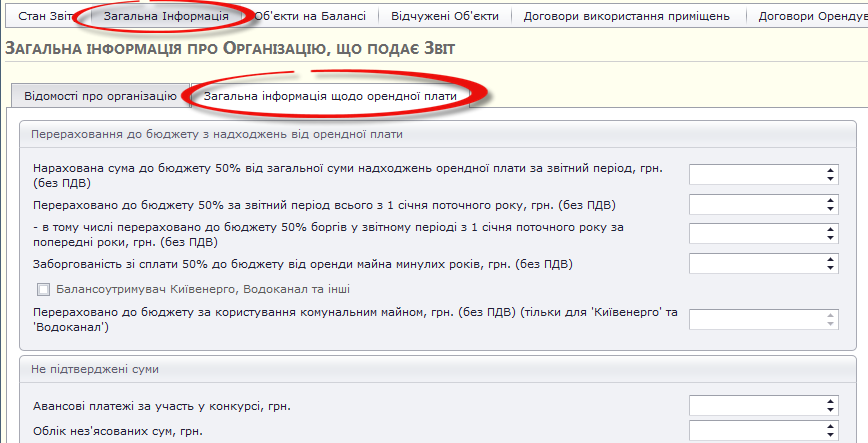 Стан Звіт Загальна Інформація Об'єкти на Балансі Відчужені Об'єкти Договори використання приміщень Договори Орендув
Загальна інформація про Організацію, що подає Звіт
Відомості про організацію Загальна інформація щодо орендної плати
Перерахування до бюджету з надходжень від орендної плати
Нарахована сума до бюджету 50% від загальної суми надходжень орендної плати за звітний період, грн.
(без ПДВ)
Перераховано до бюджету 50% за звітний період всього з 1 січня поточного року, грн. (без ПДВ)
- в тому числі перераховано до бюджету 50% боргів у звітному періоді з 1 січня поточного року за
попередні роки, грн. (без ПДВ)
Заборгованість зі сплати 50% до бюджету від оренди майна минулих років, грн. (без ПДВ)
Балансоутримувач Київенерго, Водоканал та інші
Перераховано до бюджету за користування комунальним майном, грн. (без ПДВ) (тільки для 'Київенерго' та
'Водоканал')
Не підтверджені суми
Авансові платежі за участь у конкурсі, грн.
Облік нез'ясованих сум, грн.